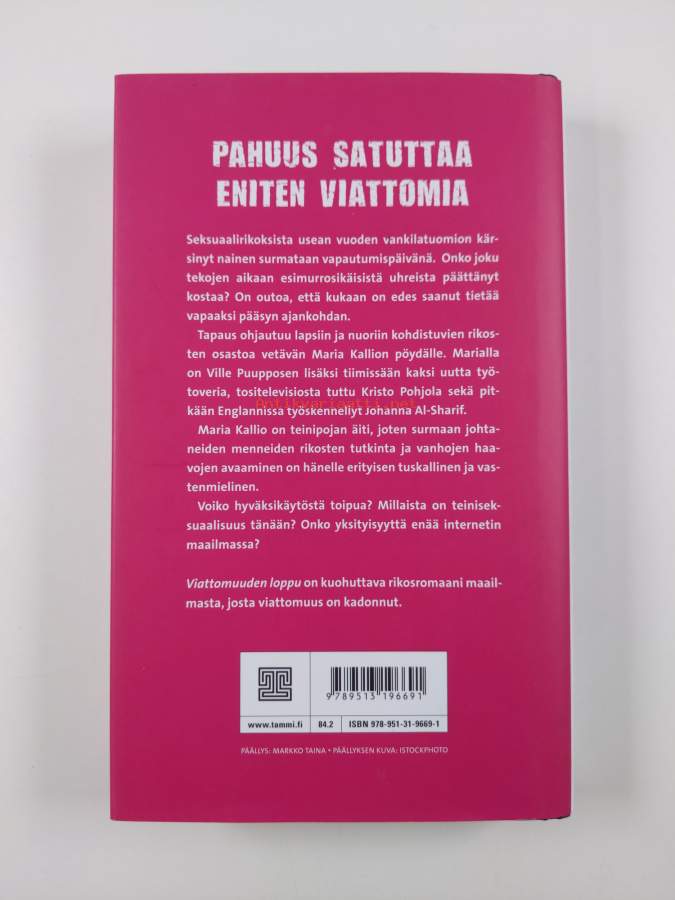 PAHUUS SATUTTAA
ENITEN VIATTOMIA
Seksuaalirikoksista usean vuoden vankilatuomion kär-
sinyt nainen surmataan vapautumispäivänä. Onko joku
tekojen aikaan esimurrosikäisistä uhreista päättänyt
kostaa? On outoa, että kukaan on edes saanut tietää
vapaaksi pääsyn ajankohdan.
Tapaus ohjautuu lapsiin ja nuoriin kohdistuvien rikos-
ten osastoa vetävän Maria Kallion pöydälle. Marialla
on Ville Puupposen lisäksi tiimissään kaksi uutta työ-
toveria, tositelevisiosta tuttu Kristo Pohjola sekä pit-
kään Englannissa työskennellyt Johanna Al-Sharif.
Antikvariaatti.net
Maria Kallio on teinipojan äiti, joten surmaan johta-
neiden menneiden rikosten tutkinta ja vanhojen haa-
vojen avaaminen on hänelle erityisen tuskallinen ja vas-
tenmielinen.
Voiko hyväksikäytöstä toipua? Millaista on teinisek-
suaalisuus tänään? Onko yksityisyyttä enää internetin
maailmassa?
Viattomuuden loppu on kuohuttava rikosromaani maail-
masta, josta viattomuus on kadonnut.
9 789513 196691
www.tammi.fi 84.2 ISBN 978-951-31-9669-1
PÄÄLLYS: MARKKO TAINA • PÄÄLLYKSEN KUVA: ISTOCKPHOTO